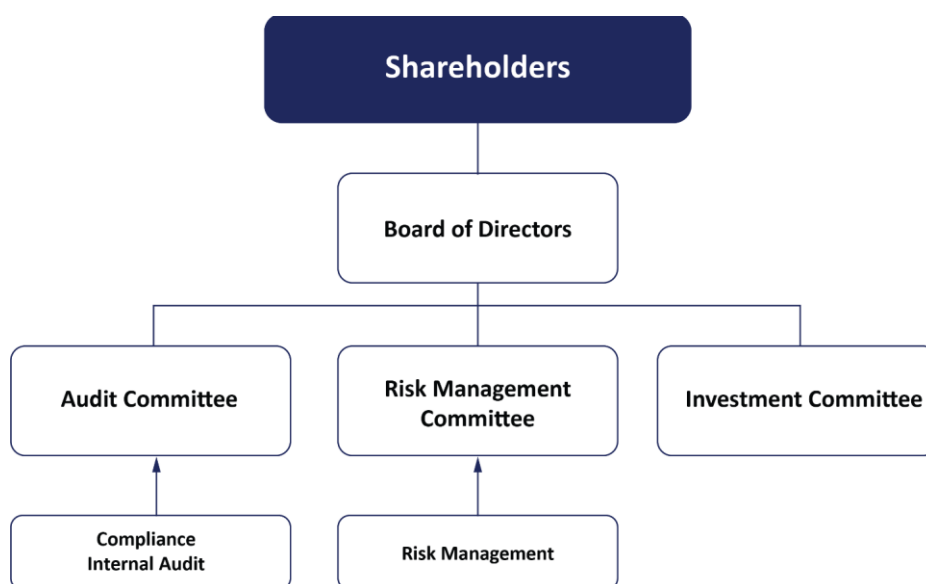 Shareholders
Board of Directors
Audit Committee
Risk Management
Committee
Investment Committee
Compliance
Internal Audit
Risk Management